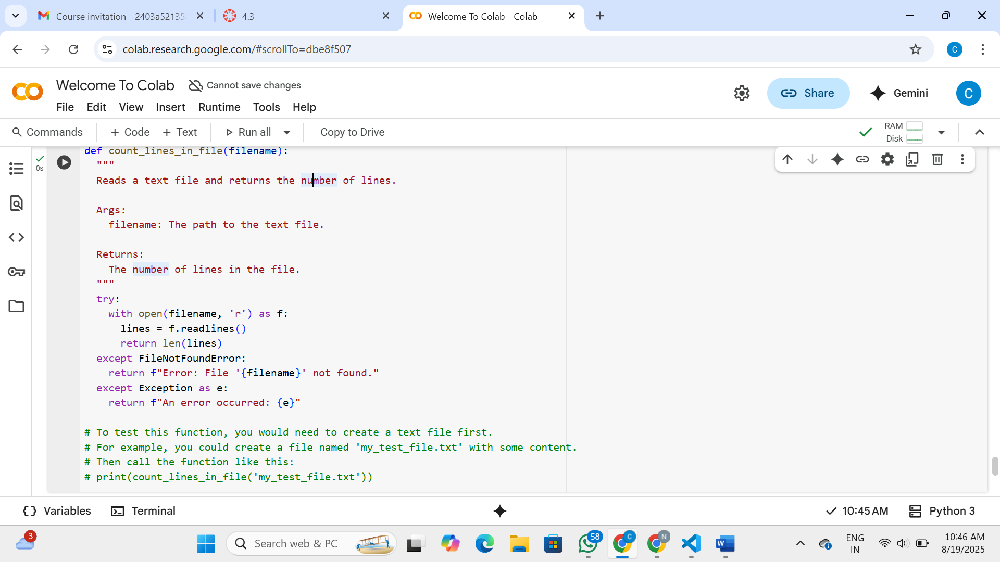 Course invitation - 2403a52135
4.3
Welcome To Colab - Colab
colab.research.google.com/#scrollTo=dbe8f507
C
Welcome To Colab
Cannot save changes
Share
Gemini
C
File Edit View Insert Runtime Tools Help
Commands
+ Code + Text
Run all
Copy to Drive
RAM
Disk
0s
def count_lines_in_file(filename):
"""
Reads a text file and returns the number of lines.
Args:
filename: The path to the text file.
Returns:
The number of lines in the file.
"""
try:
with open(filename, 'r') as f:
lines = f.readlines()
return len(lines)
except FileNotFoundError:
return f"Error: File '{filename}' not found."
except Exception as e:
return f"An error occurred: {e}"
# To test this function, you would need to create a text file first.
# For example, you could create a file named 'my_test_file.txt' with some content.
# Then call the function like this:
# print(count_lines_in_file('my_test_file.txt'))
Variables
Terminal
10:45 AM
Python 3
3
Search web & PC
58
C
N
W
ENG
IN
10:46 AM
8/19/2025